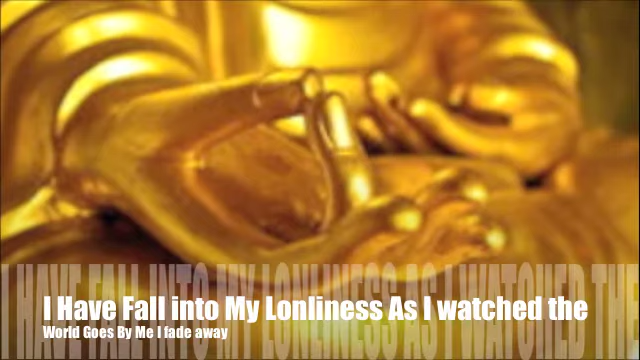 I HAVE FALL INTO MY LONLINESS AS I WATCHED THE
I Have Fall into My Lonliness As I watched the
World Goes By Me I fade away